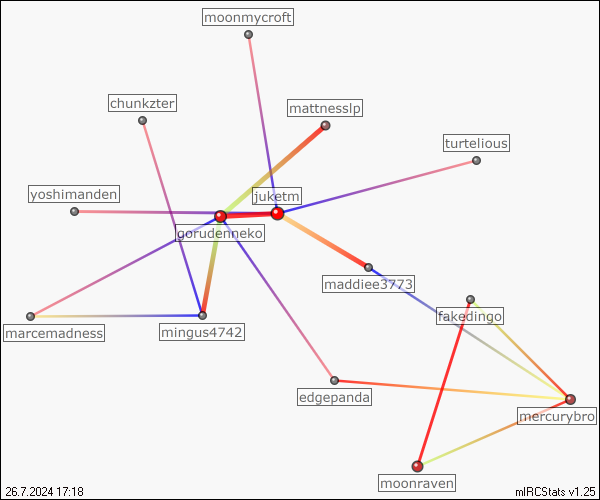 moonmycroft
chunkzter
mattnesslp
turtelious
yoshimanden
juketm
gorudenneko
maddiee3773
fakedingo
marcemadness
mingus4742
edgepanda
mercurybro
moonraven
26.7.2024 17:18
mIRCStats v1.25